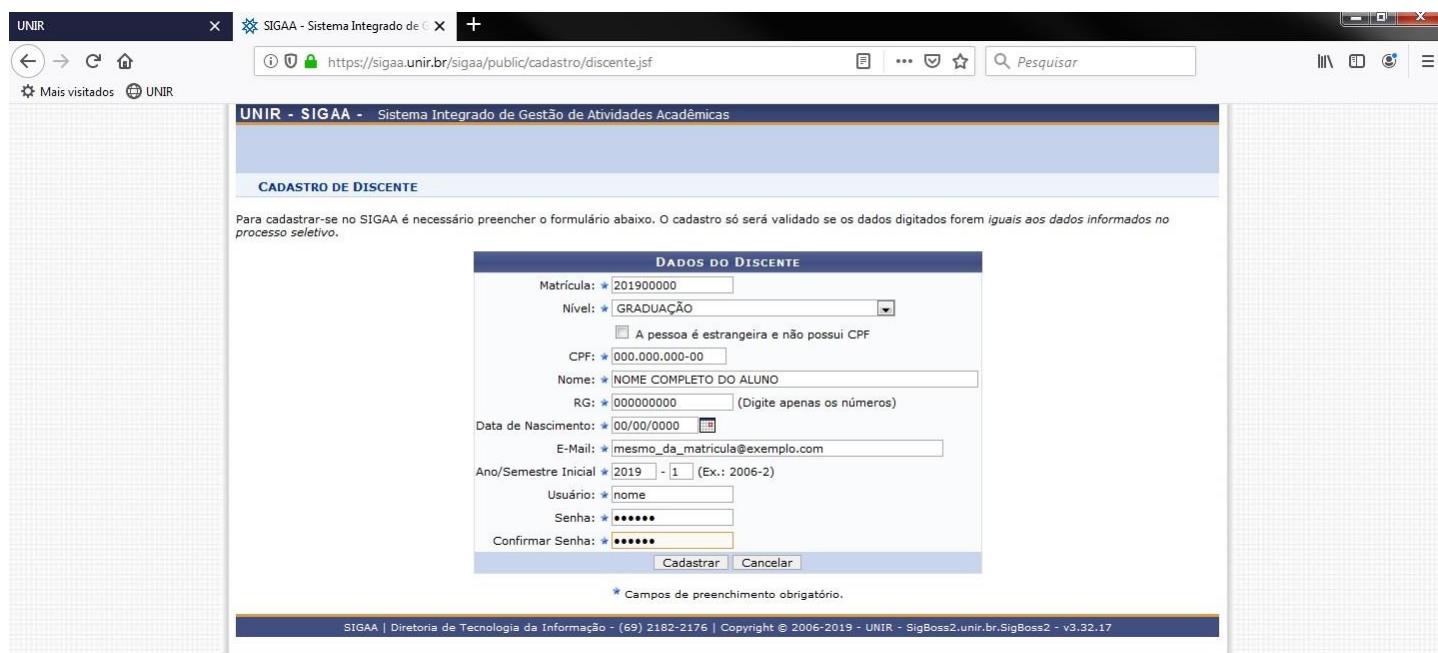 UNIR
SIGAA - Sistema Integrado de G
https://sigaa.unir.br/sigaa/public/cadastro/discente.jsf
Pesquisar
Mais visitados UNIR
UNIR - SIGAA - Sistema Integrado de Gestão de Atividades Acadêmicas
CADASTRO DE DISCENTE
Para cadastrar-se no SIGAA é necessário preencher o formulário abaixo. O cadastro só será validado se os dados digitados forem iguais aos dados informados no
processo seletivo.
DADOS DO DISCENTE
Matrícula: 201900000
Nível: GRADUAÇÃO
A pessoa é estrangeira e não possui CPF
CPF: 000.000.000-00
Nome: NOME COMPLETO DO ALUNO
RG: 000000000 (Digite apenas os números)
Data de Nascimento: 00/00/0000
E-Mail: mesmo_da_matricula@exemplo.com
Ano/Semestre Inicial 2019 - 1 (Ex.: 2006-2)
Usuário: nome
Senha: ●●●●●●
Confirmar Senha: ●●●●●●
Cadastrar Cancelar
* Campos de preenchimento obrigatório.
SIGAA | Diretoria de Tecnologia da Informação - (69) 2182-2176 | Copyright © 2006-2019 - UNIR - SigBoss2.unir.br.SigBoss2 - v3.32.17